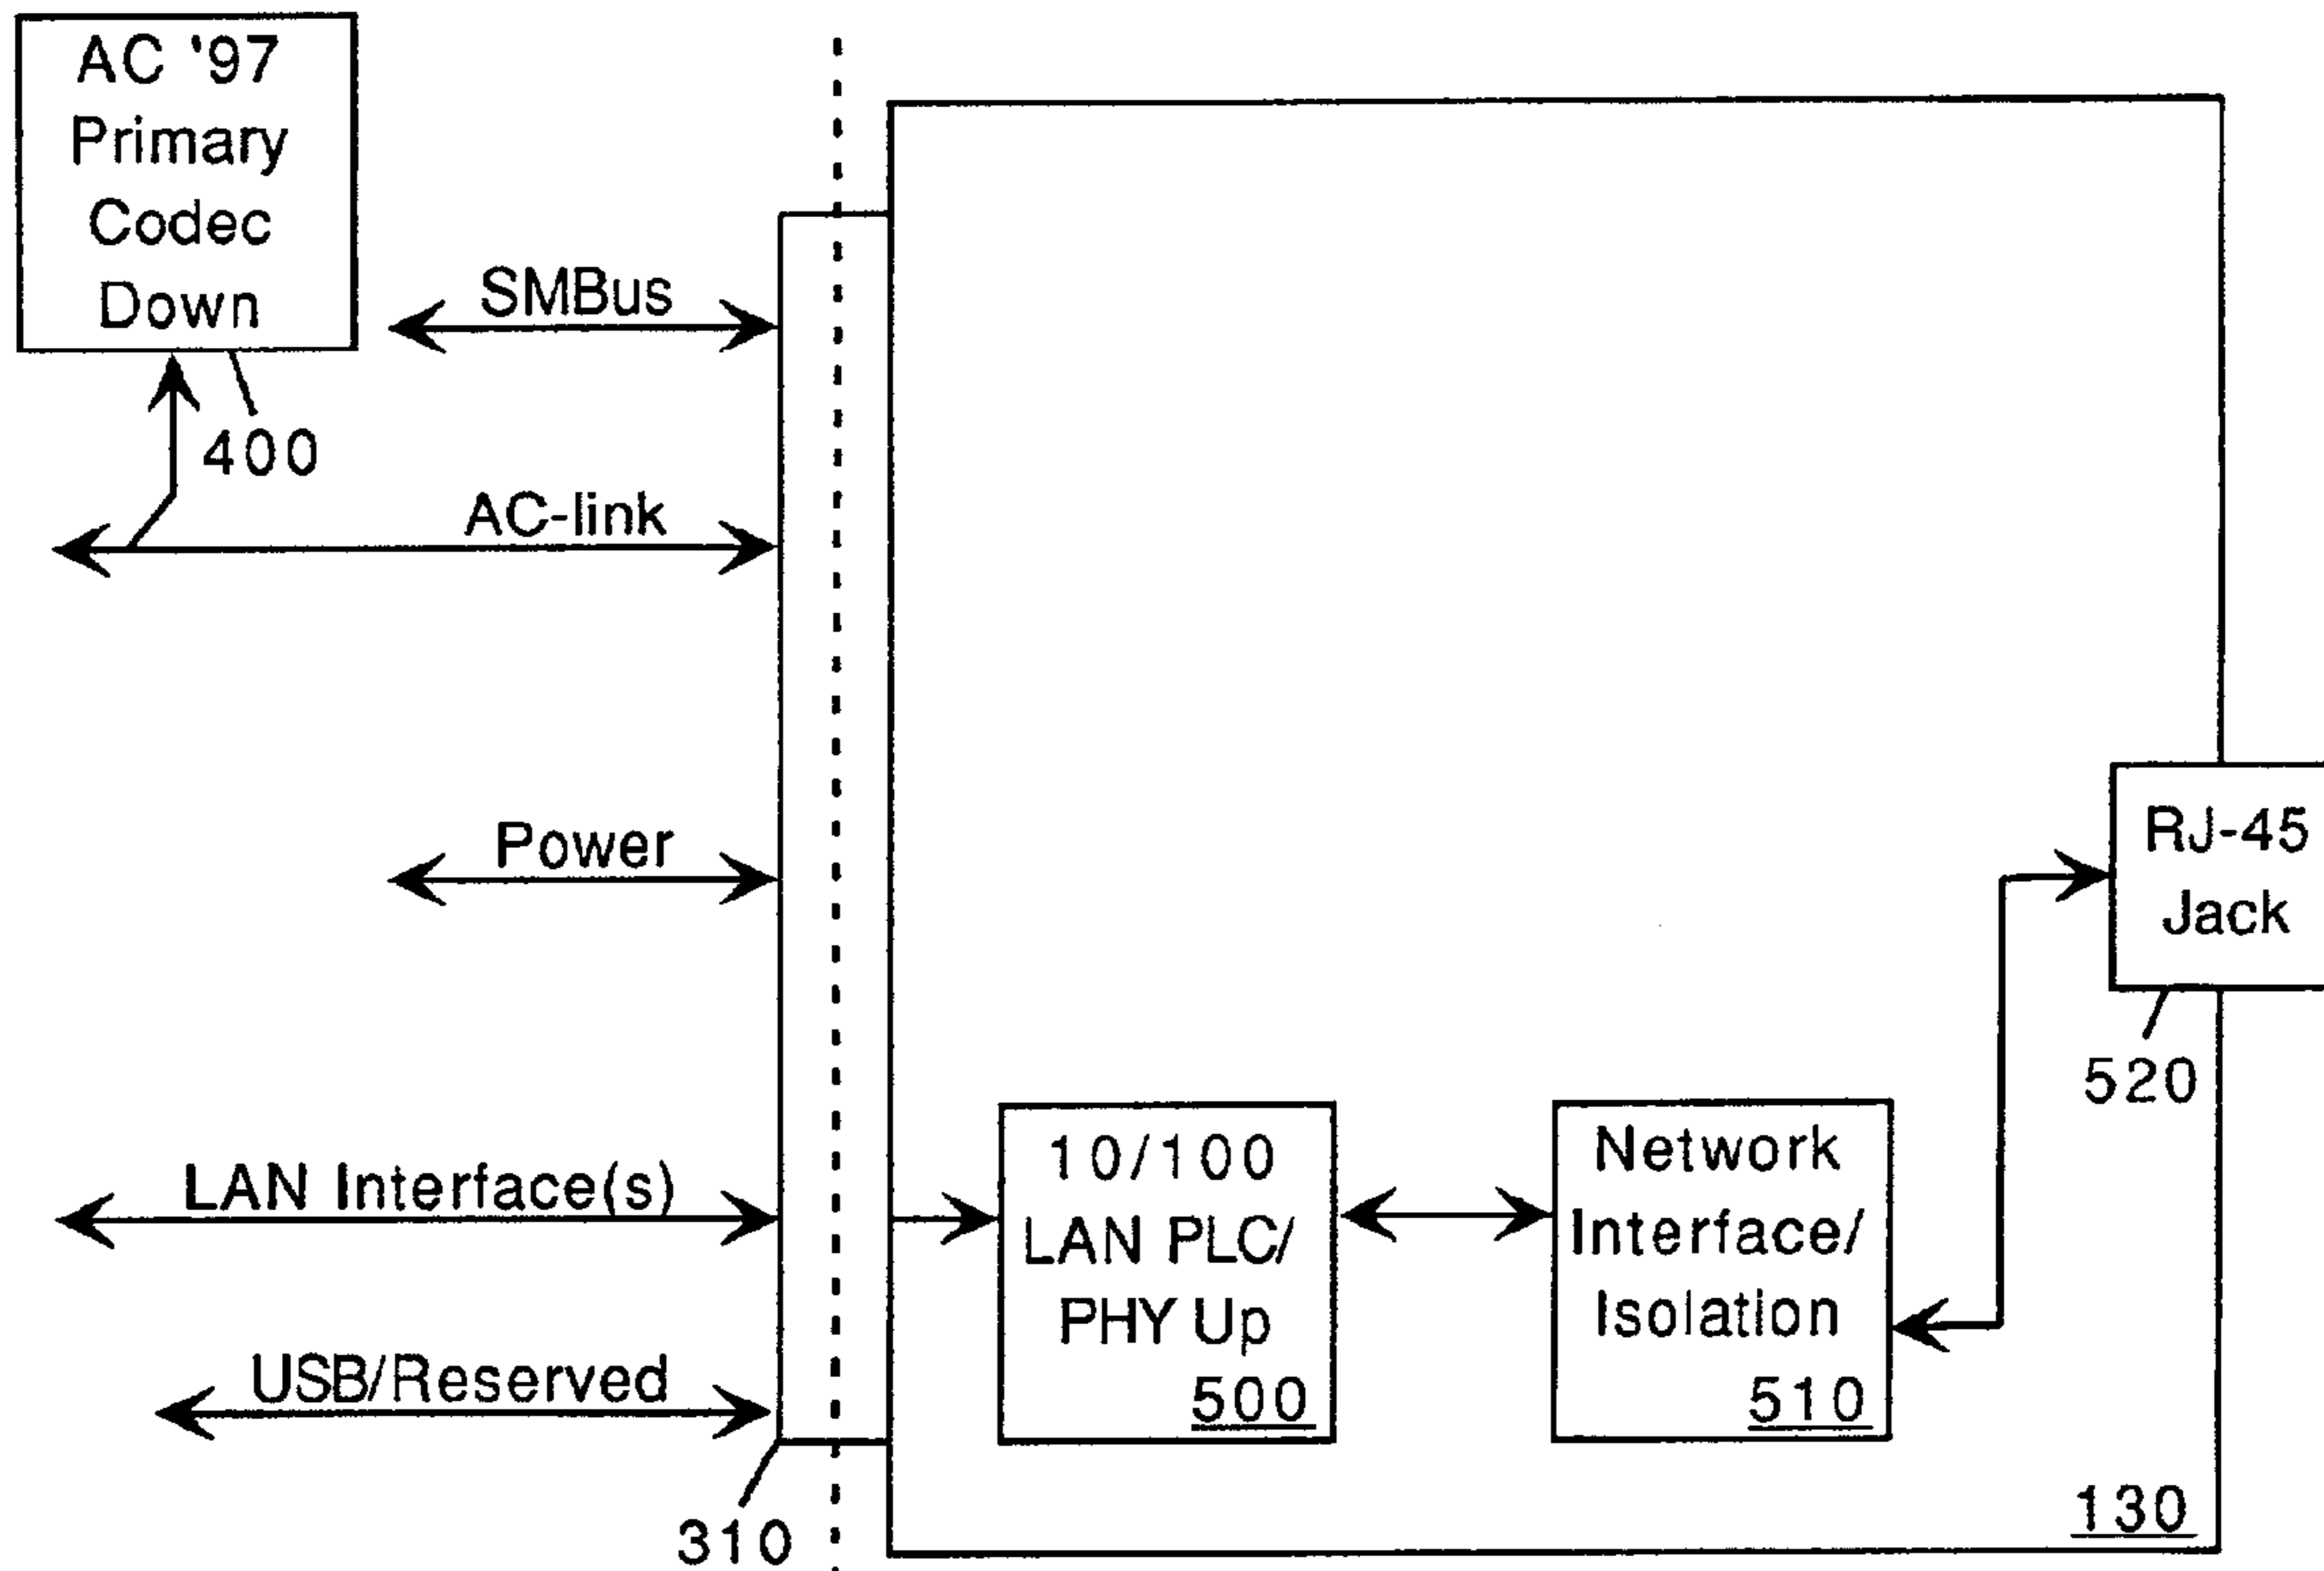 AC '97
Primary
Codec
Down
400
SMBus
AC-link
Power
LAN Interface(s)
USB/Reserved
310
10/100
LAN PLC/
PHY Up
500
Network
Interface/
Isolation
510
RJ-45
Jack
520
130